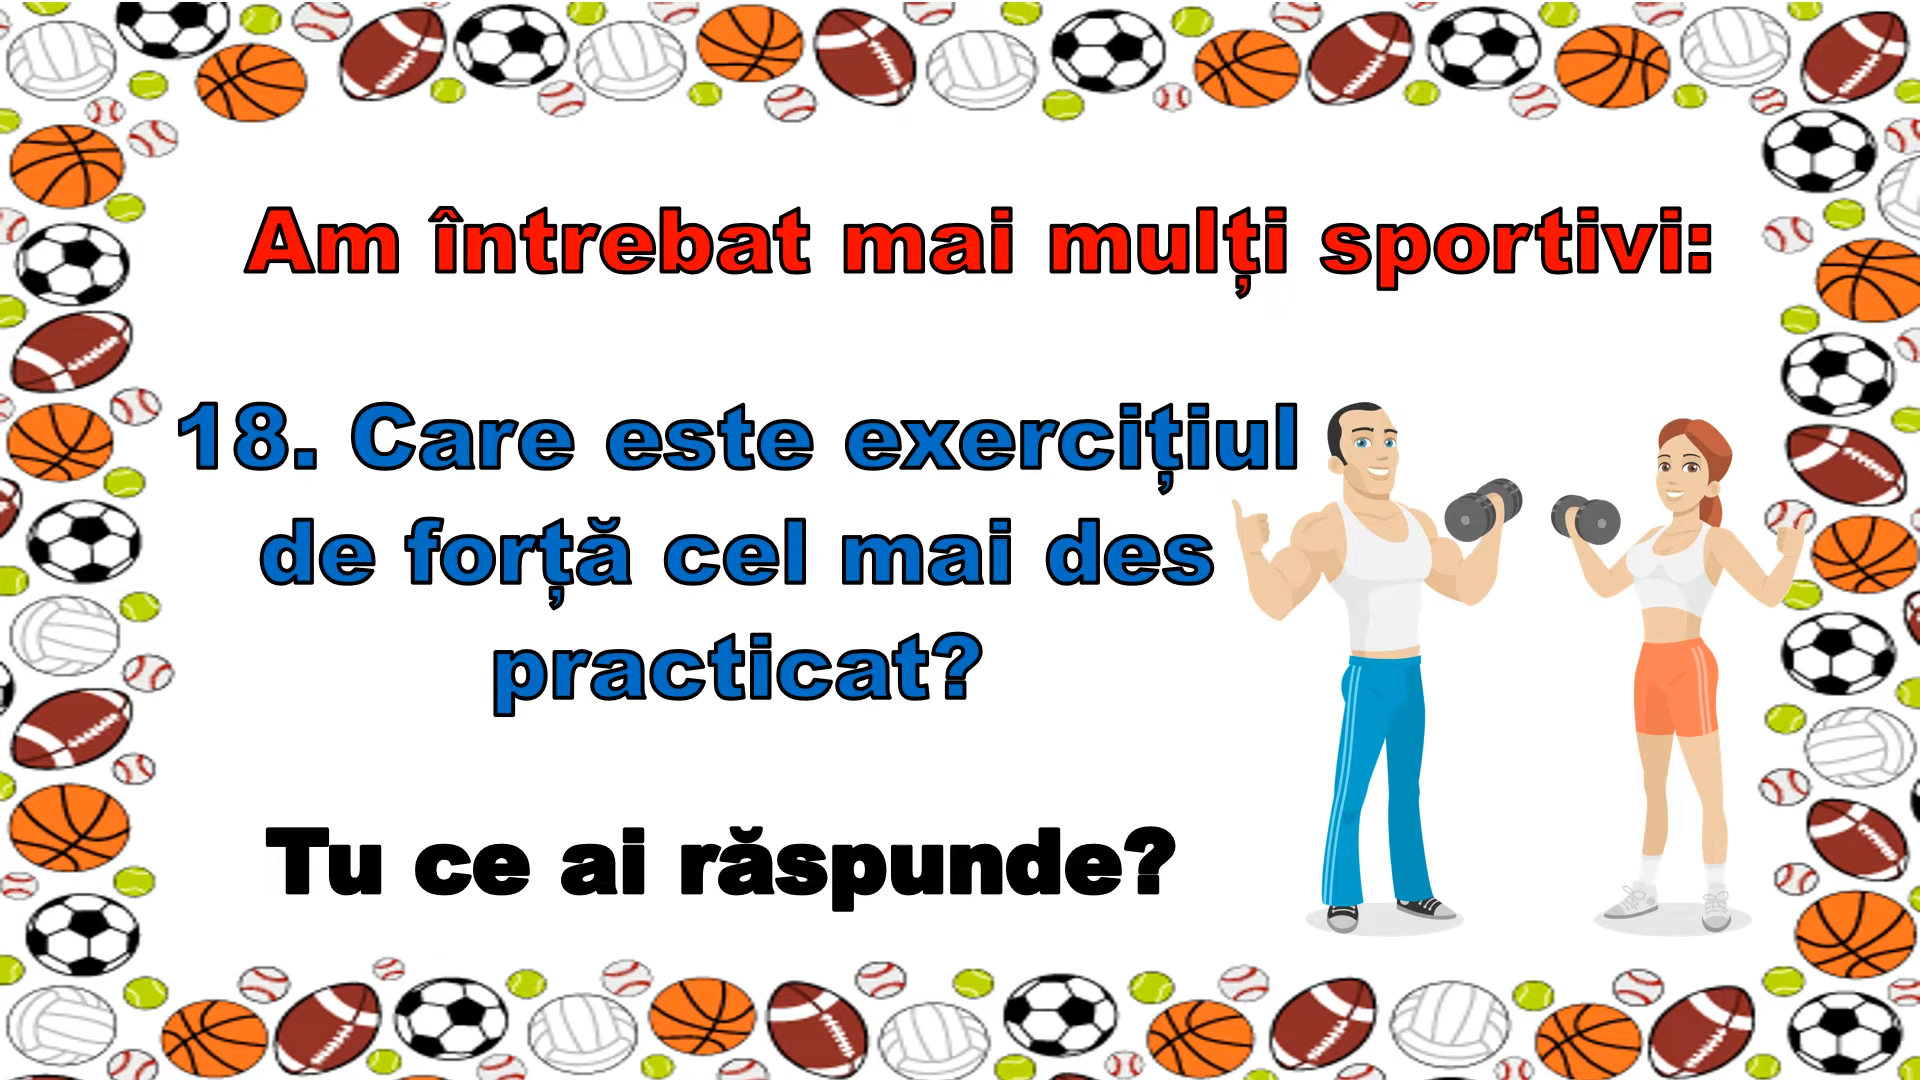 Am întrebat mai mulți sportivi:
18. Care este exercițiul
de forță cel mai des
practicat?
Tu ce ai răspunde?